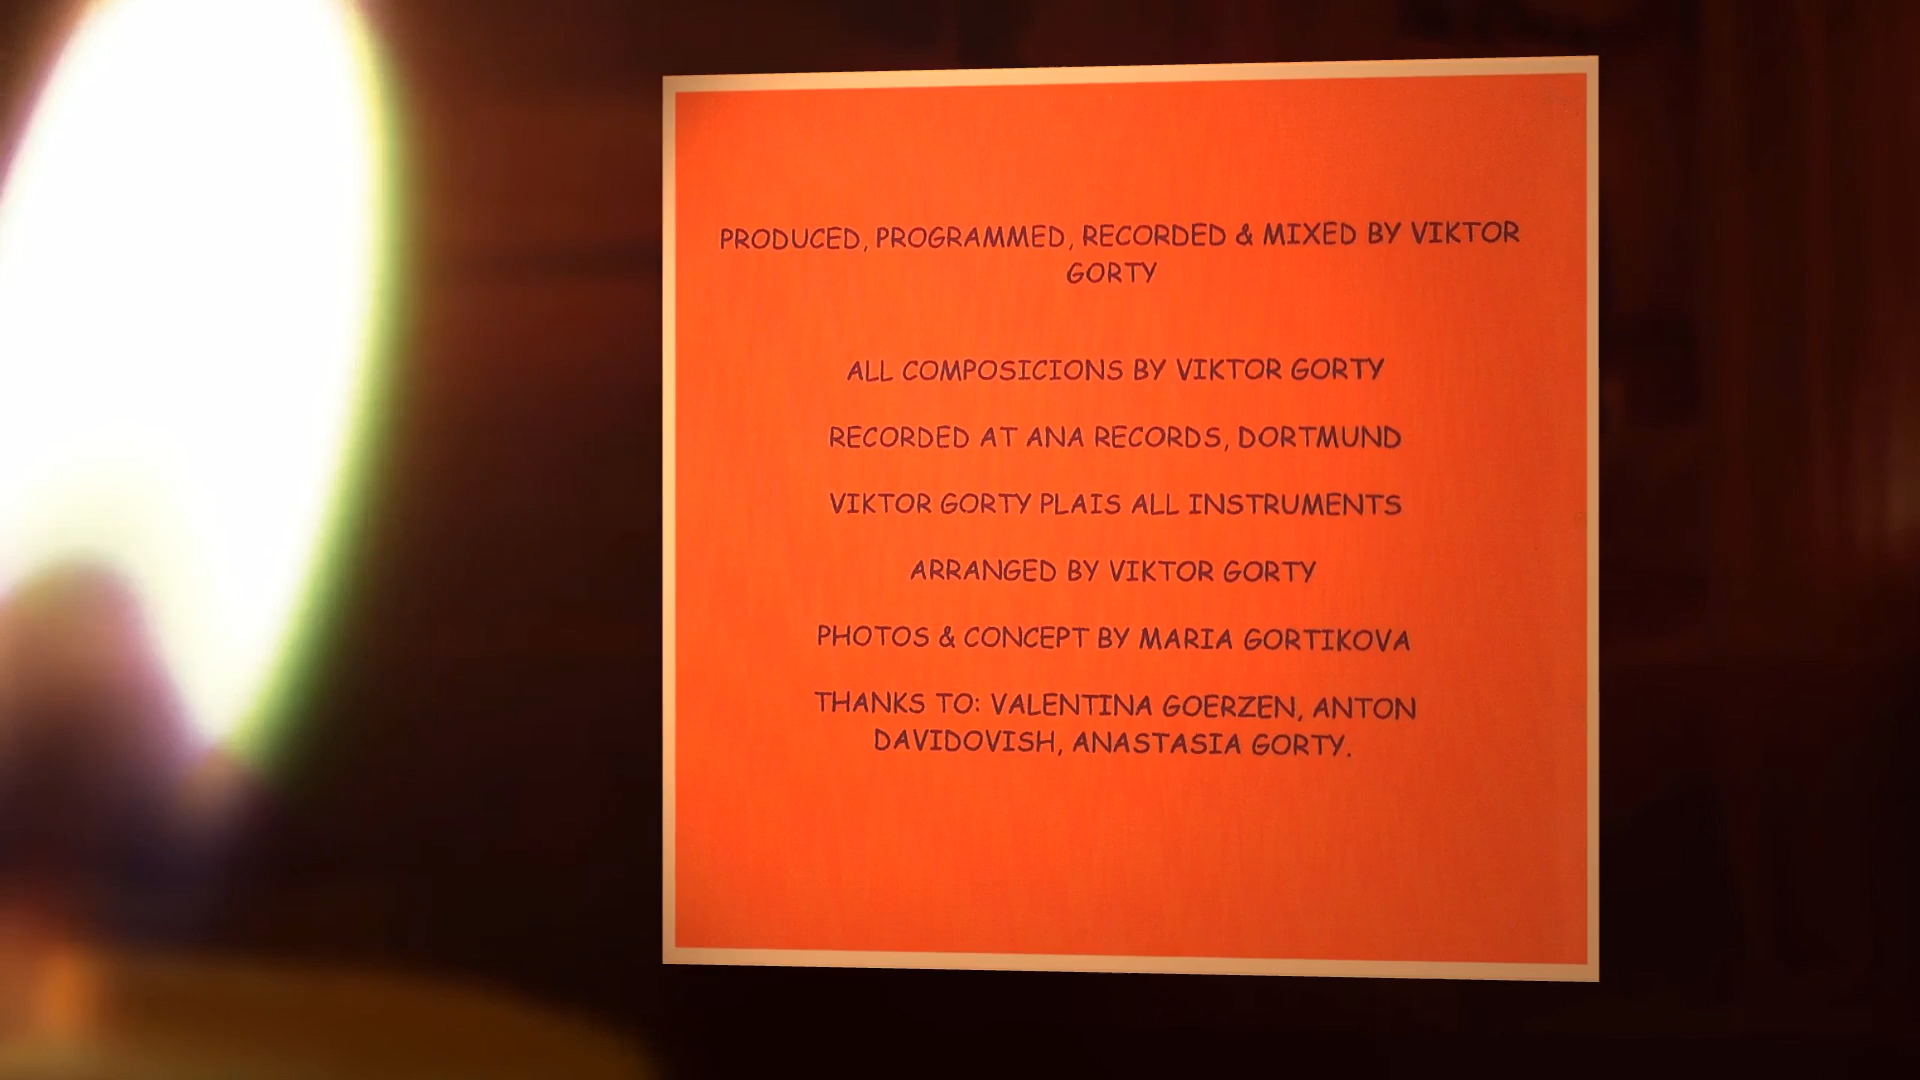 PRODUCED, PROGRAMMED, RECORDED & MIXED BY VIKTOR
GORTY
ALL COMPOSICIONS BY VIKTOR GORTY
RECORDED AT ANA RECORDS, DORTMUND
VIKTOR GORTY PLAIS ALL INSTRUMENTS
ARRANGED BY VIKTOR GORTY
PHOTOS & CONCEPT BY MARIA GORTIKOVA
THANKS TO: VALENTINA GOERZEN, ANTON
DAVIDOVISH, ANASTASIA GORTY.